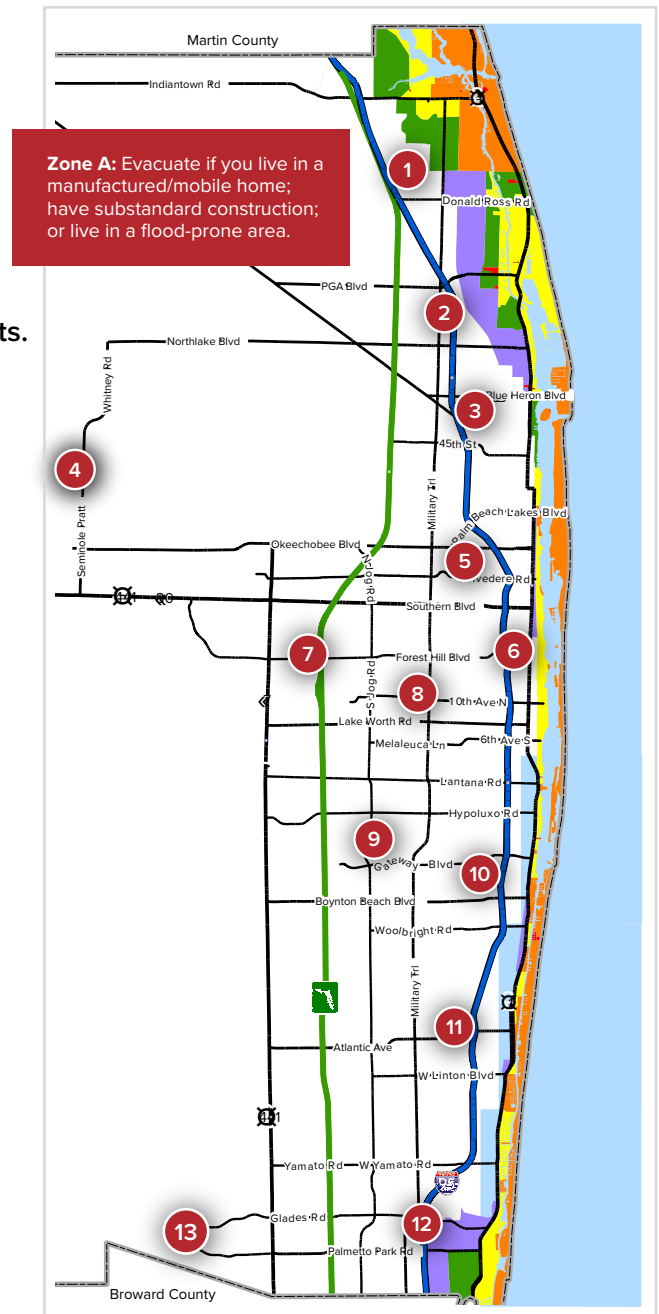 Martin County
Indiantown Rd
Zone A: Evacuate if you live in a
manufactured/mobile home;
have substandard construction;
or live in a flood-prone area.
1
Donald Ross Rd
PGA Blvd
2
ts.
Northlake Blvd
Whitney Rd
Blue Heron Blvd
3
45th St
4
Military Trl
Palm Beach Lakes Blvd
Seminole Pratt
Okeechobee Blvd
5
N Jog Rd
vedere Rd
441
Southern Blvd
6
7
Forest Hill Blvd
S Jog Rd
8
10th Ave N
Lake Worth Rd
6th Ave S
Melaleuca Ln
Lantana Rd
Hypoluxo Rd
9
Gateway Blvd
10
Boynton Beach Blvd
Woolbright Rd
Military Trl
11
Atlantic Ave
W Linton Blvd
441
Yamato Rd
W Yamato Rd
95
Glades Rd
12
13
Palmetto Park Rd
Broward County